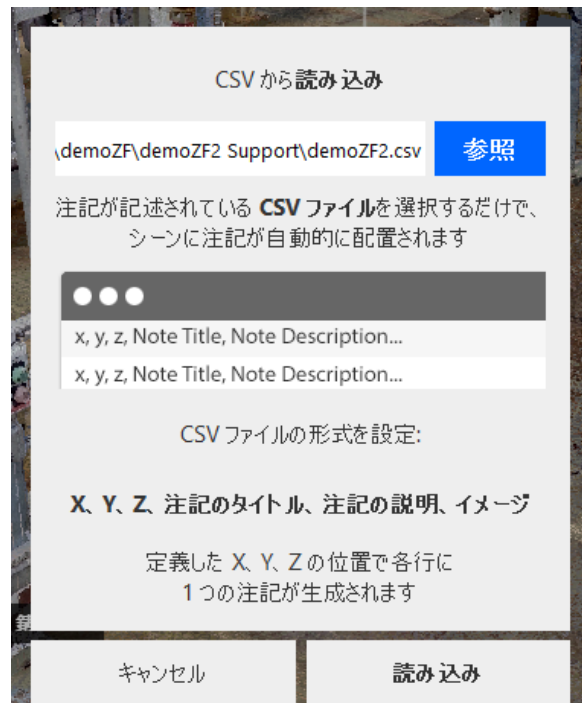 CSV から読み込み
\demoZF\demoZF2 Support\demoZF2.csv
参照
注記が記述されている CSV ファイルを選択するだけで、
シーンに注記が自動的に配置されます
x, y, z, Note Title, Note Description...
x, y, z, Note Title, Note Description...
CSV ファイルの形式を設定:
X、Y、Z、注記のタイトル、注記の説明、イメージ
定義した X、Y、Z の位置で各行に
1 つの注記が生成されます
キャンセル
読み込み